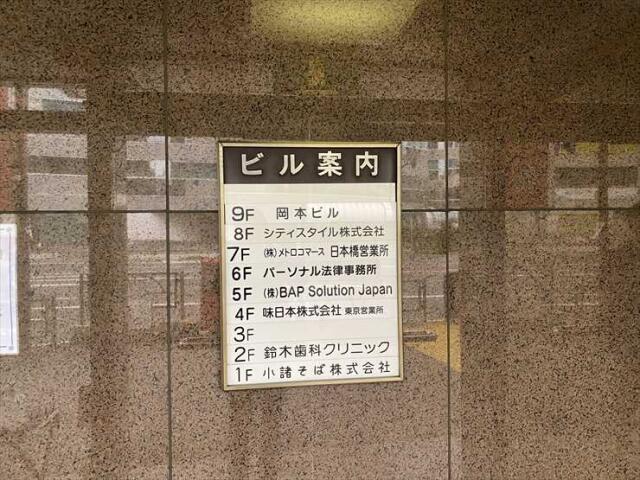 ビル案内
9F 岡本ビル
8F シティスタイル株式会社
7F (株)メトロコマース 日本橋営業所
6F パーソナル法律事務所
5F (株)BAP Solution Japan
4F 味日本株式会社 東京営業所
3F
2F 鈴木歯科クリニック
1F 小諸そば株式会社